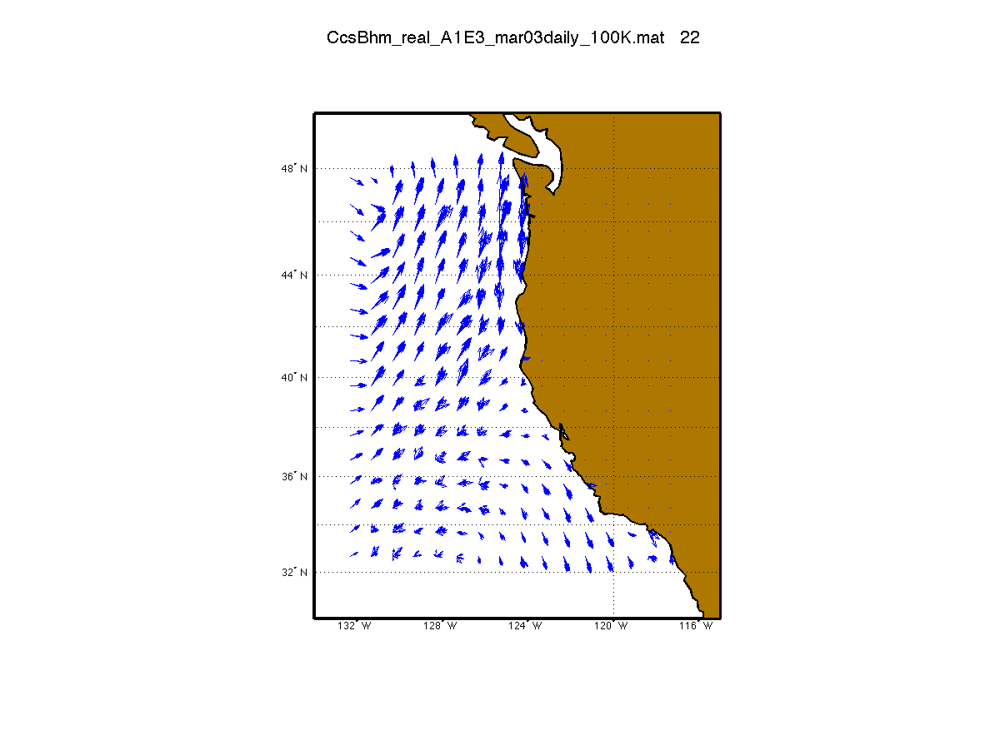 CcsBhm_real_A1E3_mar03daily_100K.mat 22
48° N
44° N
40° N
36° N
32° N
132° W 128° W 124° W 120° W 116° W